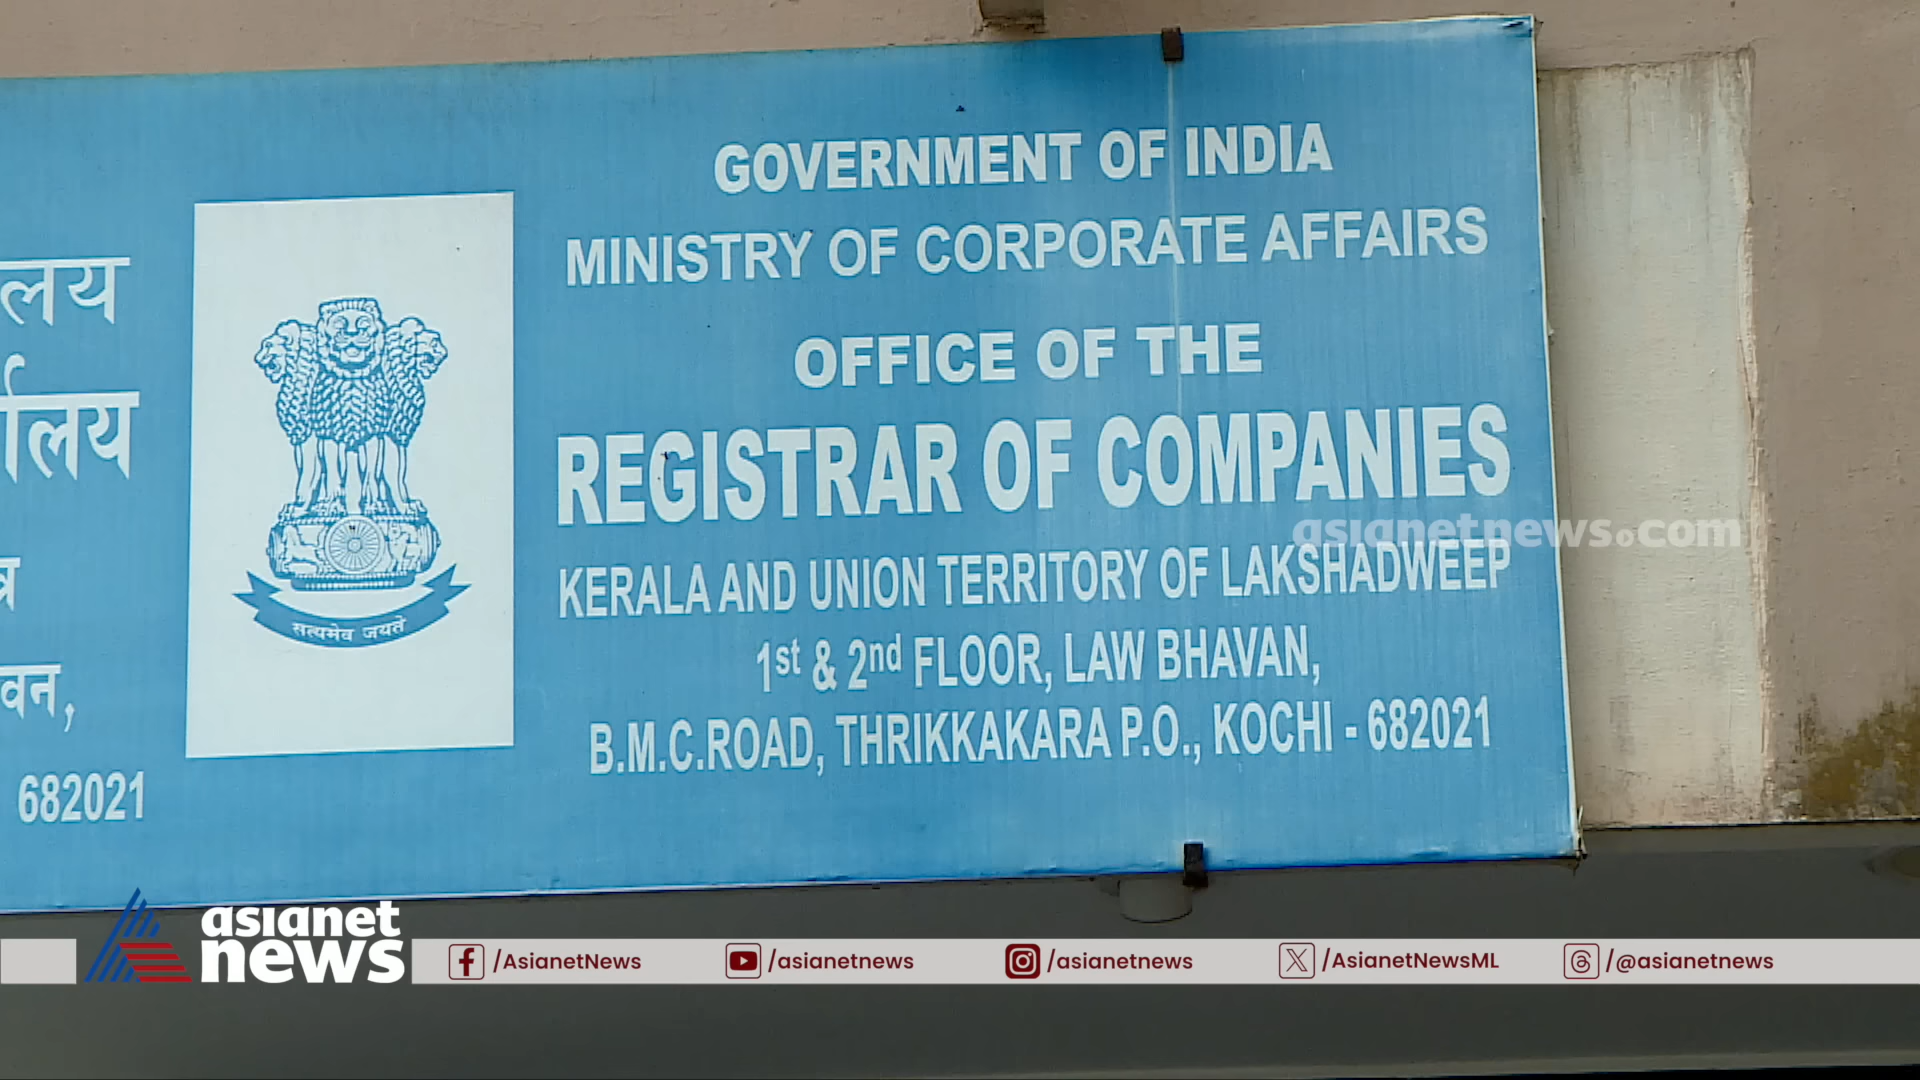 GOVERNMENT OF INDIA
MINISTRY OF CORPORATE AFFAIRS
OFFICE OF THE
REGISTRAR OF COMPANIES
KERALA AND UNION TERRITORY OF LAKSHADWEEP
1st & 2nd FLOOR, LAW BHAVAN,
B.M.C.ROAD, THRIKKAKARA P.O., KOCHI - 682021
सत्यमेव जयते
682021
asianetnews.com
asianet
news
/AsianetNews
/asianetnews
/asianetnews
/AsianetNewsML
/@asianetnews